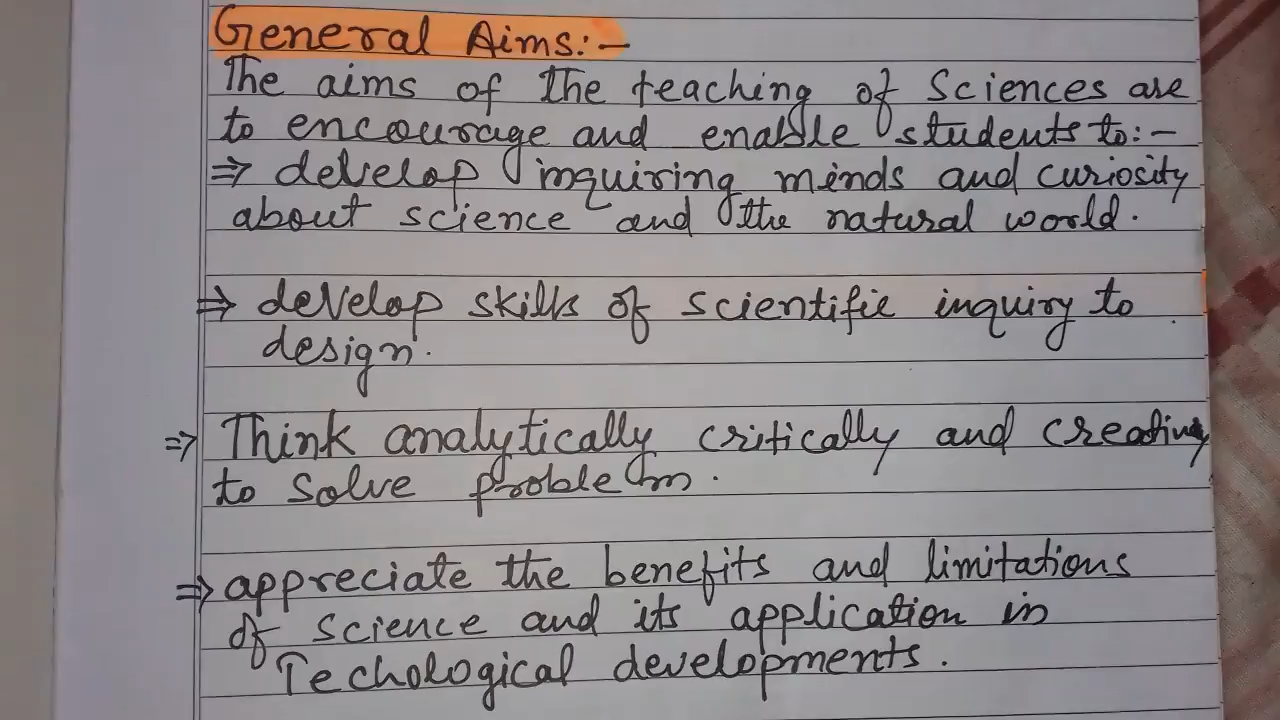 General Aims:-
The aims of the teaching of Sciences are
to encourage and enable students to:-
⇒ develop inquiring minds and curiosity
about science and the natural world.
⇒ develop skills of scientific inquiry to
design.
⇒ Think analytically critically and creating
to solve problem.
⇒ appreciate the benefits and limitations
of science and its application in
Techological developments.